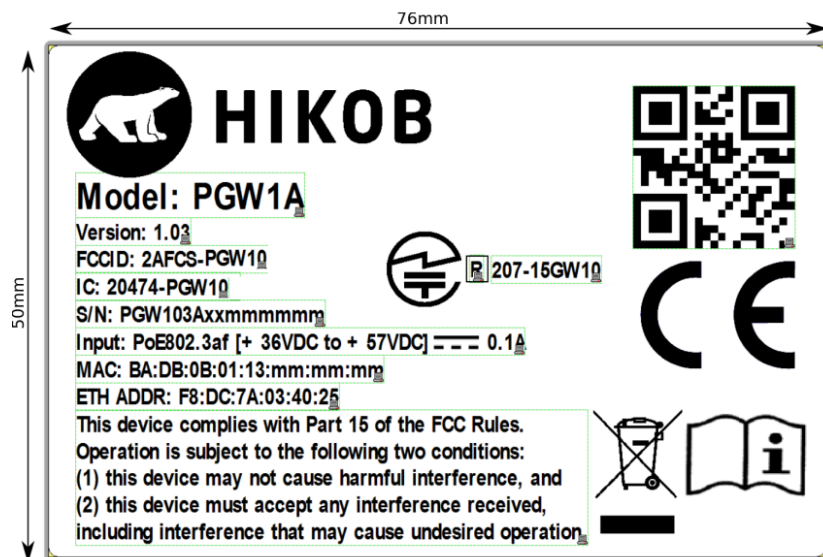 76mm
50mm
HIKOB
Model: PGW1A
Version: 1.03
FCCID: 2AFCS-PGW10
R 207-15GW10
IC: 20474-PGW10
S/N: PGW103Axxmmmmmm
Input: PoE802.3af [+ 36VDC to + 57VDC] 0.1A
MAC: BA:DB:0B:01:13:mm:mm:mm
ETH ADDR: F8:DC:7A:03:40:25
CE
This device complies with Part 15 of the FCC Rules.
Operation is subject to the following two conditions:
(1) this device may not cause harmful interference, and
(2) this device must accept any interference received,
including interference that may cause undesired operation
i